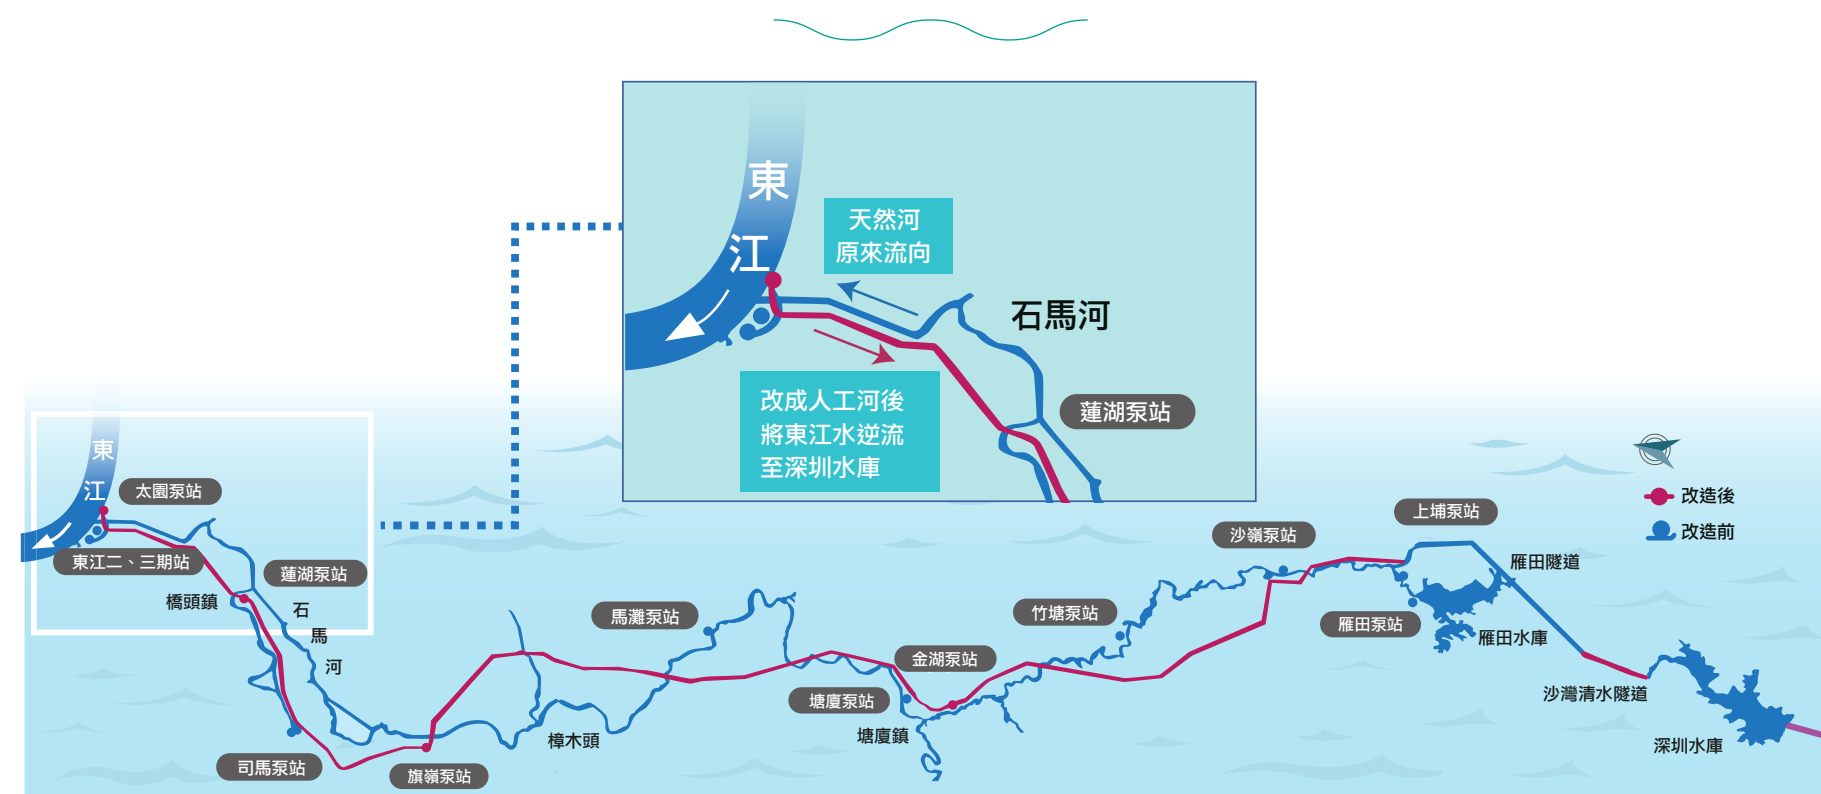 東
江
天然河
原來流向
石馬河
改成人工河後
將東江水逆流
至深圳水庫
蓮湖泵站
東
江
太園泵站
東江二、三期站
蓮湖泵站
橋頭鎮
石
馬
河
司馬泵站
旗嶺泵站
樟木頭
馬灘泵站
塘廈泵站
塘廈鎮
金湖泵站
竹塘泵站
沙嶺泵站
上埔泵站
雁田隧道
雁田泵站
雁田水庫
沙灣清水隧道
深圳水庫
改造後
改造前